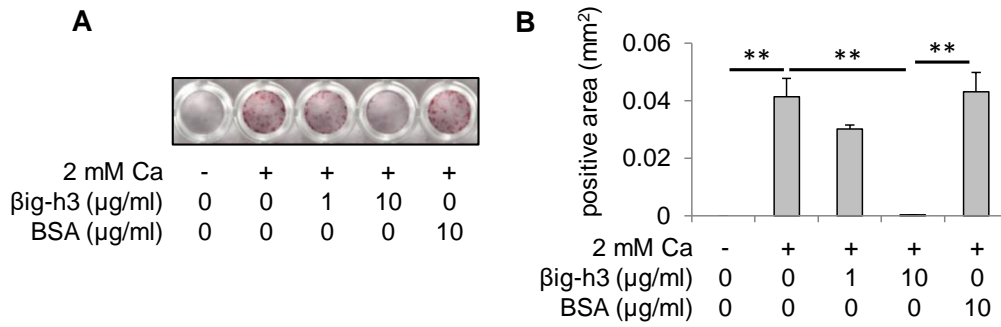 A
2 mM Ca - + + + +
βig-h3 (μg/ml) 0 0 1 10 0
BSA (μg/ml) 0 0 0 0 10
B
positive area (mm²)
0.06
0.04
0.02
0
** ** **
2 mM Ca - + + + +
βig-h3 (μg/ml) 0 0 1 10 0
BSA (μg/ml) 0 0 0 0 10